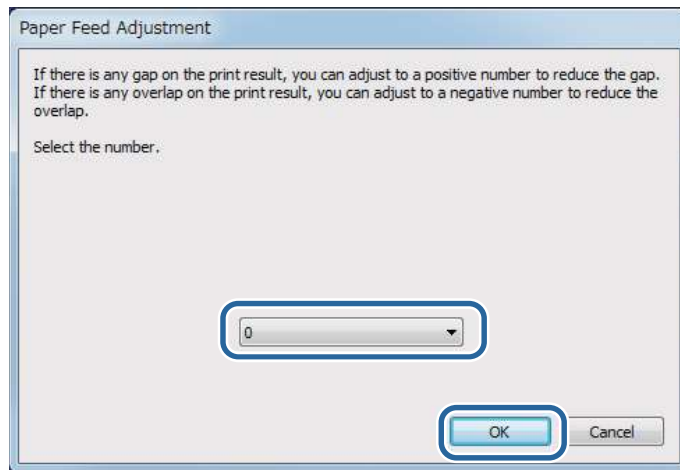 Paper Feed Adjustment
If there is any gap on the print result, you can adjust to a positive number to reduce the gap.
If there is any overlap on the print result, you can adjust to a negative number to reduce the
overlap.
Select the number.
0
OK
Cancel